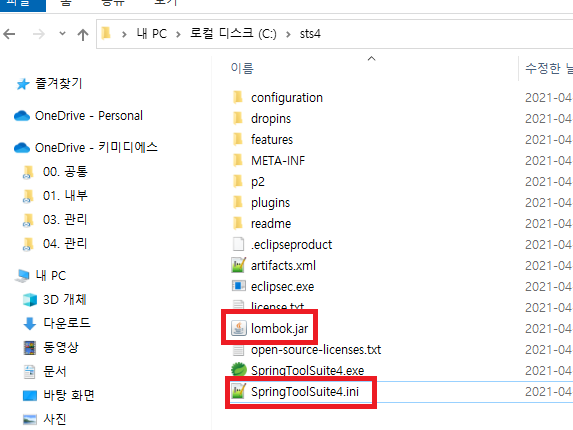 내 PC > 로컬 디스크 (C:) > sts4
이름
수정한 날
즐겨찾기
OneDrive - Personal
OneDrive - 키미디에스
00. 공통
01. 내부
03. 관리
04. 관리
내 PC
3D 개체
다운로드
동영상
문서
바탕 화면
사진
configuration 2021-04
dropins 2021-04
features 2021-04
META-INF 2021-04
p2 2021-04
plugins 2021-04
readme 2021-04
.eclipseproduct 2021-04
artifacts.xml 2021-04
eclipsec.exe 2021-04
license.txt 2021-04
lombok.jar 2021-04
open-source-licenses.txt 2021-04
SpringToolSuite4.exe 2021-04
SpringToolSuite4.ini 2021-04